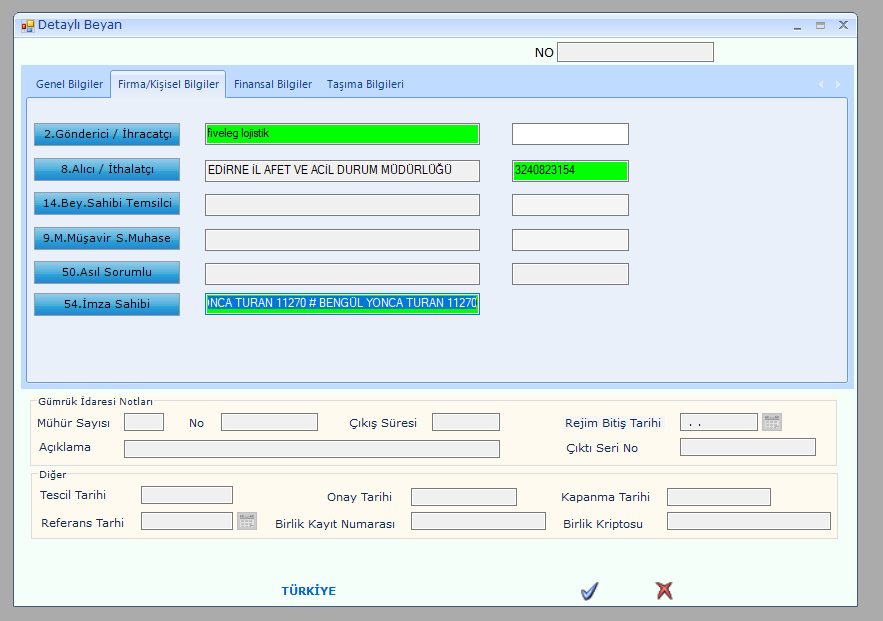 Detaylı Beyan
NO
Genel Bilgiler Firma/Kişisel Bilgiler Finansal Bilgiler Taşıma Bilgileri
2.Gönderici / İhracatçı fiveleg lojistik
8.Alıcı / İthalatçı EDİRNE İL AFET VE ACİL DURUM MÜDÜRLÜĞÜ 3240823154
14.Bey.Sahibi Temsilci
9.M.Müşavir S.Muhase
50.Asıl Sorumlu
54.İmza Sahibi ONCA TURAN 11270 # BENGÜL YONCA TURAN 11270
Gümrük İdaresi Notları
Mühür Sayısı No Çıkış Süresi Rejim Bitiş Tarihi . .
Açıklama Çıktı Seri No
Diğer
Tescil Tarihi Onay Tarihi Kapanma Tarihi
Referans Tarhi Birlik Kayıt Numarası Birlik Kriptosu
TÜRKİYE